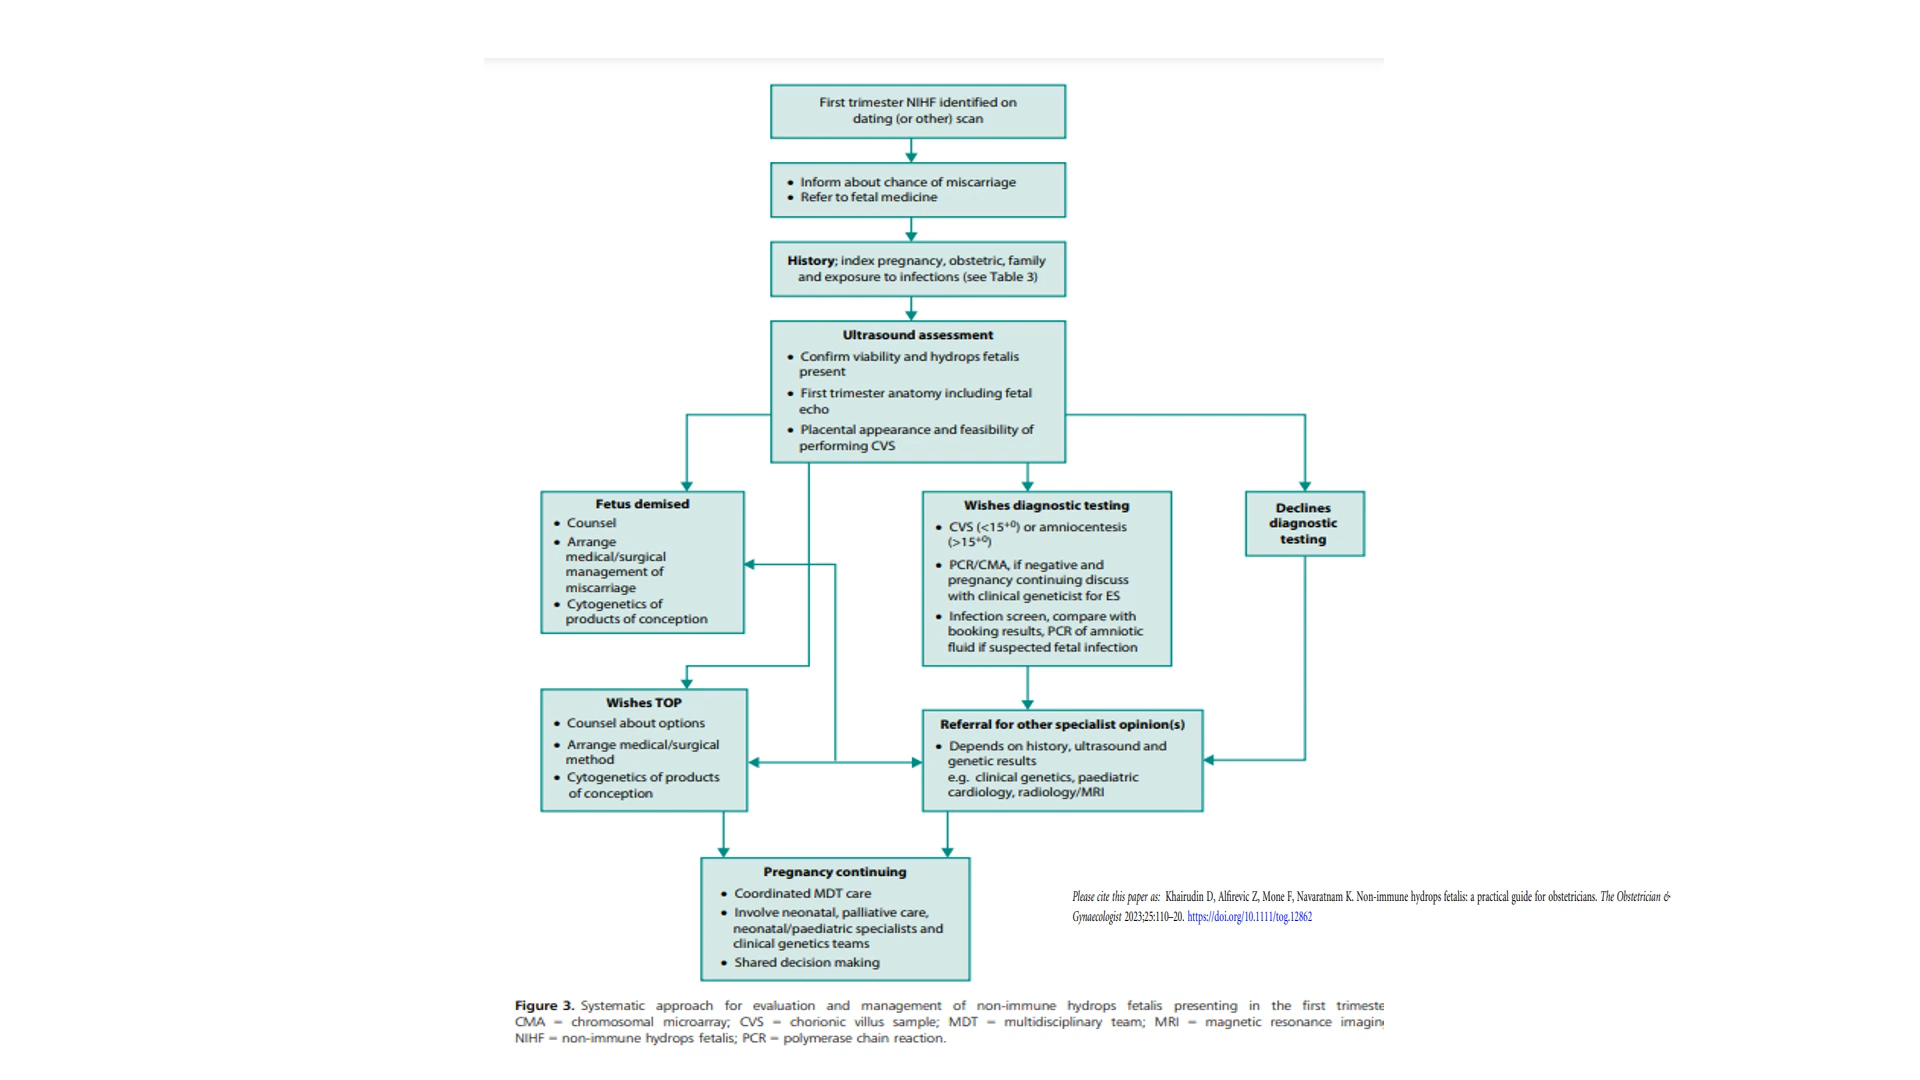 First trimester NIHF identified on
dating (or other) scan
• Inform about chance of miscarriage
• Refer to fetal medicine
History; index pregnancy, obstetric, family
and exposure to infections (see Table 3)
Ultrasound assessment
• Confirm viability and hydrops fetalis
present
• First trimester anatomy including fetal
echo
• Placental appearance and feasibility of
performing CVS
Fetus demised
• Counsel
• Arrange
medical/surgical
management of
miscarriage
• Cytogenetics of
products of conception
Wishes diagnostic testing
• CVS (<15⁺⁰) or amniocentesis
(>15⁺⁰)
• PCR/CMA, if negative and
pregnancy continuing discuss
with clinical geneticist for ES
• Infection screen, compare with
booking results, PCR of amniotic
fluid if suspected fetal infection
Declines
diagnostic
testing
Wishes TOP
• Counsel about options
• Arrange medical/surgical
method
• Cytogenetics of products
of conception
Referral for other specialist opinion(s)
• Depends on history, ultrasound and
genetic results
e.g. clinical genetics, paediatric
cardiology, radiology/MRI
Pregnancy continuing
• Coordinated MDT care
• Involve neonatal, palliative care,
neonatal/paediatric specialists and
clinical genetics teams
• Shared decision making
Please cite this paper as: Khairudin D, Alfirevic Z, Mone F, Navaratnam K. Non-immune hydrops fetalis: a practical guide for obstetricians. The Obstetrician &
Gynaecologist 2023;25:110–20. https://doi.org/10.1111/tog.12862
Figure 3. Systematic approach for evaluation and management of non-immune hydrops fetalis presenting in the first trimeste
CMA = chromosomal microarray; CVS = chorionic villus sample; MDT = multidisciplinary team; MRI = magnetic resonance imagin
NIHF = non-immune hydrops fetalis; PCR = polymerase chain reaction.